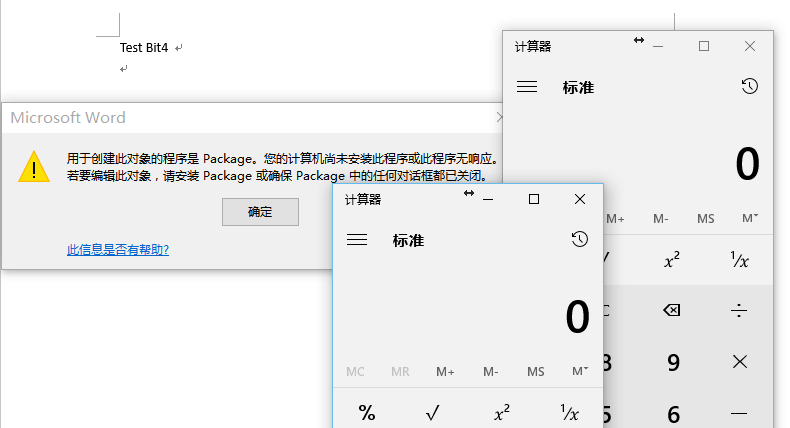 Test Bit4
Microsoft Word
用于创建此对象的程序是 Package。您的计算机尚未安装此程序或此程序无响应。
若要编辑此对象，请安装 Package 或确保 Package 中的任何对话框都已关闭。
确定
此信息是否有帮助?
计算器
标准
0
M+ M- MS M˅
√ x² ¹/x
C ÷
8 9 ×
5 6 —
计算器
标准
0
MC MR M+ M- MS M˅
% √ x² ¹/x